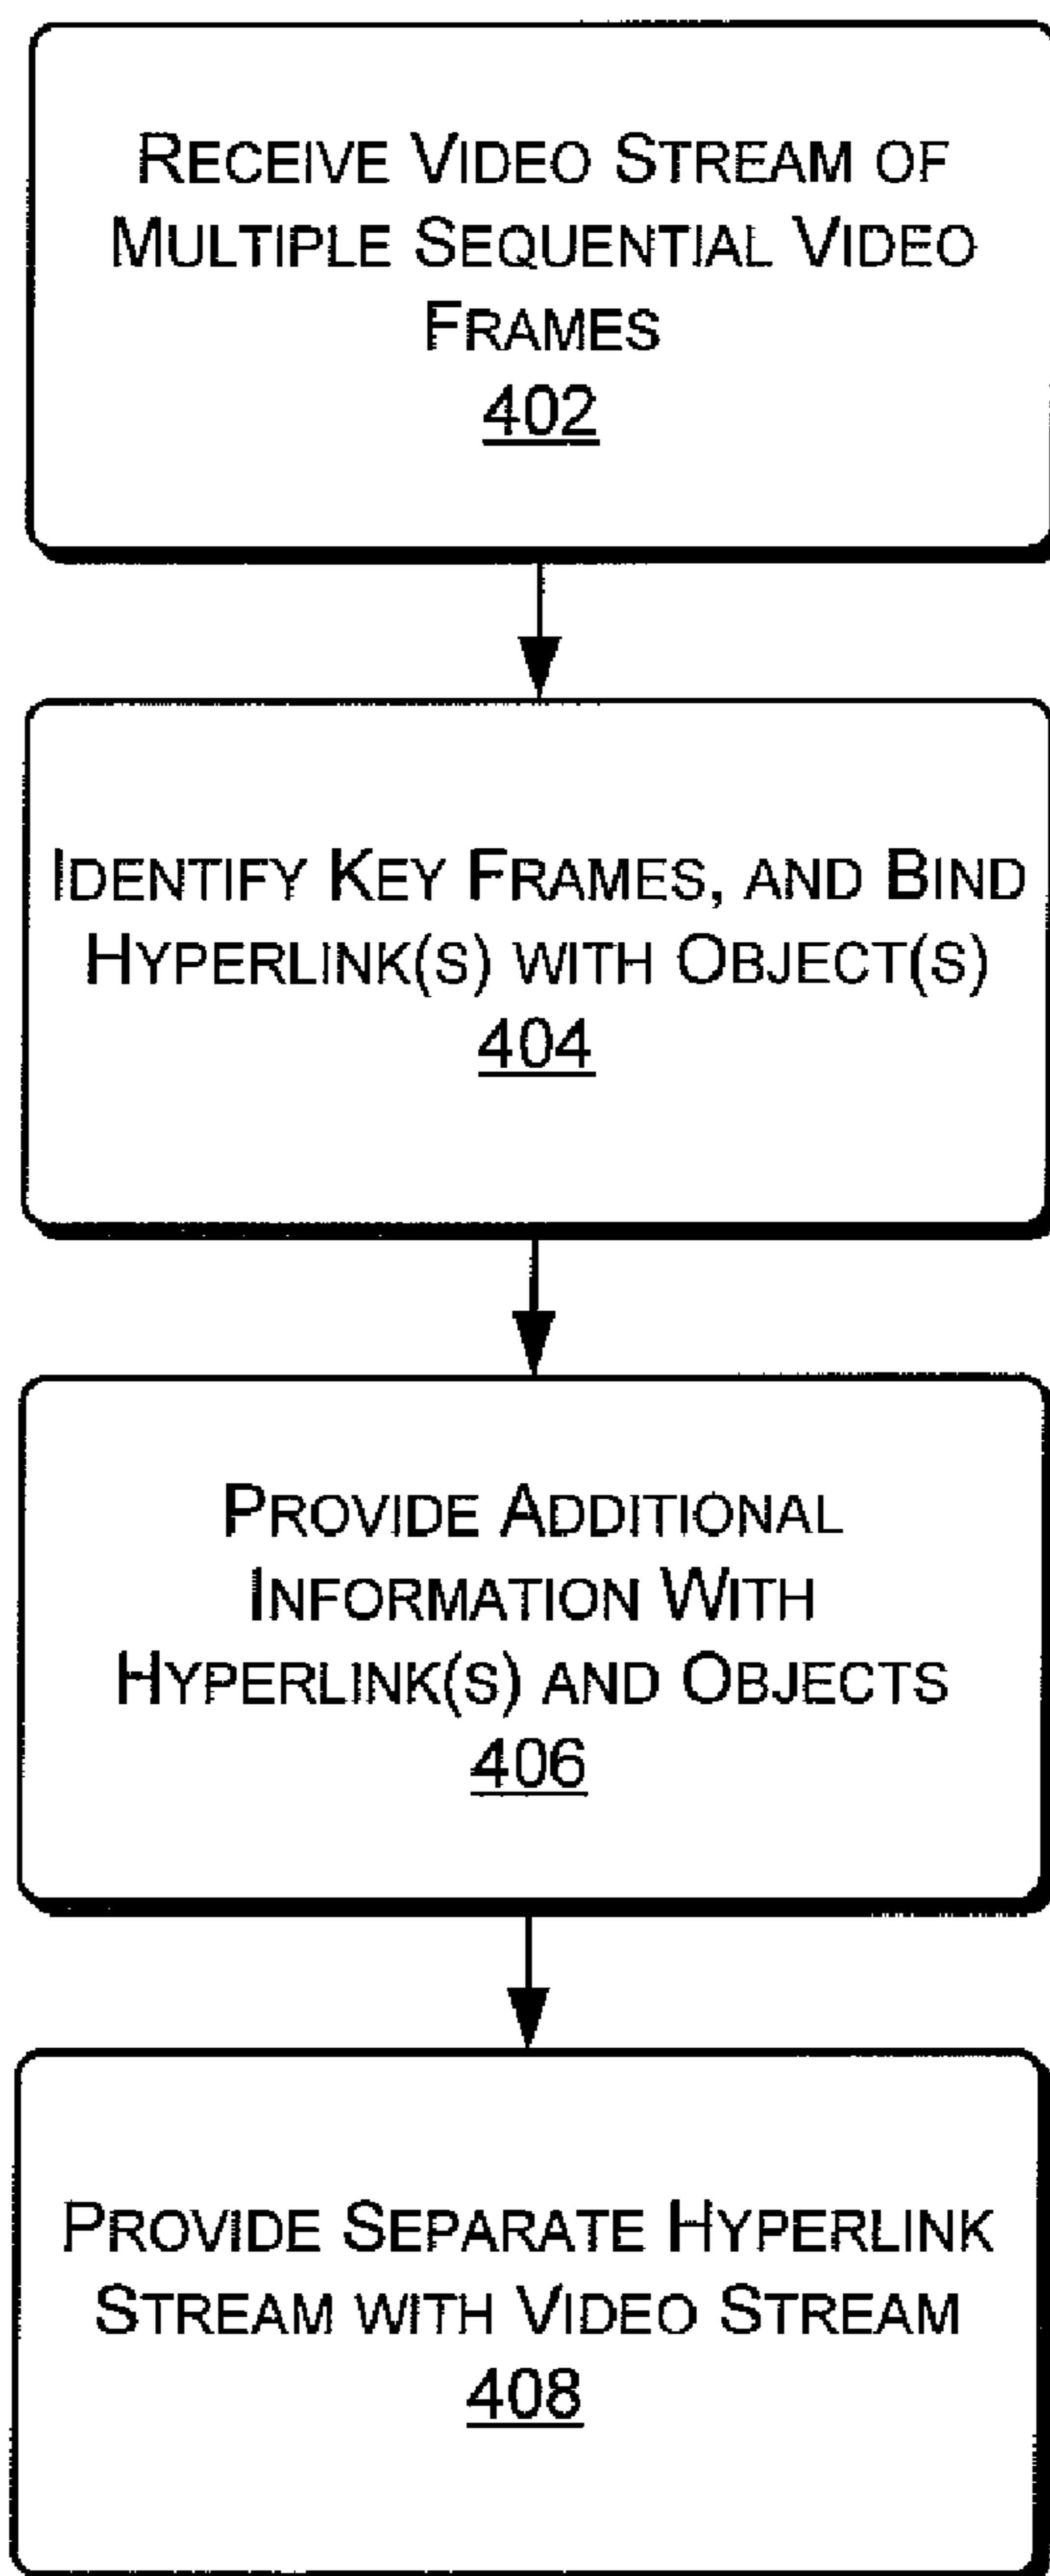 RECEIVE VIDEO STREAM OF
MULTIPLE SEQUENTIAL VIDEO
FRAMES
402
IDENTIFY KEY FRAMES, AND BIND
HYPERLINK(S) WITH OBJECT(S)
404
PROVIDE ADDITIONAL
INFORMATION WITH
HYPERLINK(S) AND OBJECTS
406
PROVIDE SEPARATE HYPERLINK
STREAM WITH VIDEO STREAM
408